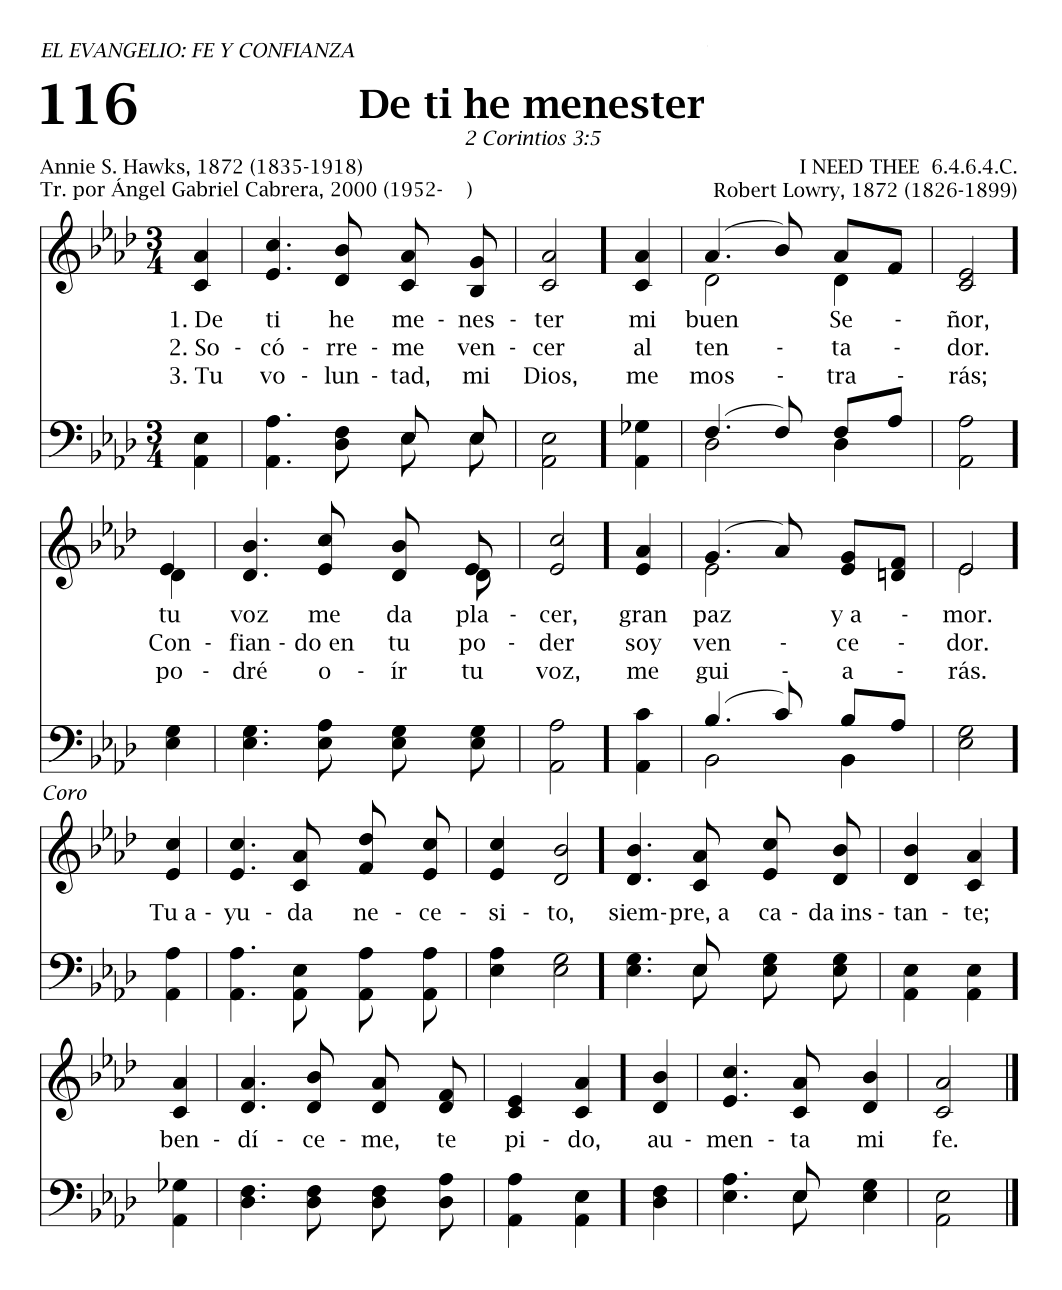 EL EVANGELIO: FE Y CONFIANZA
116
De ti he menester
2 Corintios 3:5
Annie S. Hawks, 1872 (1835-1918)
I NEED THEE 6.4.6.4.C.
Tr. por Ángel Gabriel Cabrera, 2000 (1952- )
Robert Lowry, 1872 (1826-1899)
3 4
1. De ti he me - nes - ter mi buen Se - ñor,
2. So - có - rre - me ven - cer al ten - ta - dor.
3. Tu vo - lun - tad, mi Dios, me mos - tra - rás;
3 4
tu voz me da pla - cer, gran paz y a - mor.
Con - fian - do en tu po - der soy ven - ce - dor.
po - dré o - ír tu voz, me gui - a - rás.
Coro
Tu a - yu - da ne - ce - si - to, siem - pre, a ca - da ins - tan - te;
ben - dí - ce - me, te pi - do, au - men - ta mi fe.